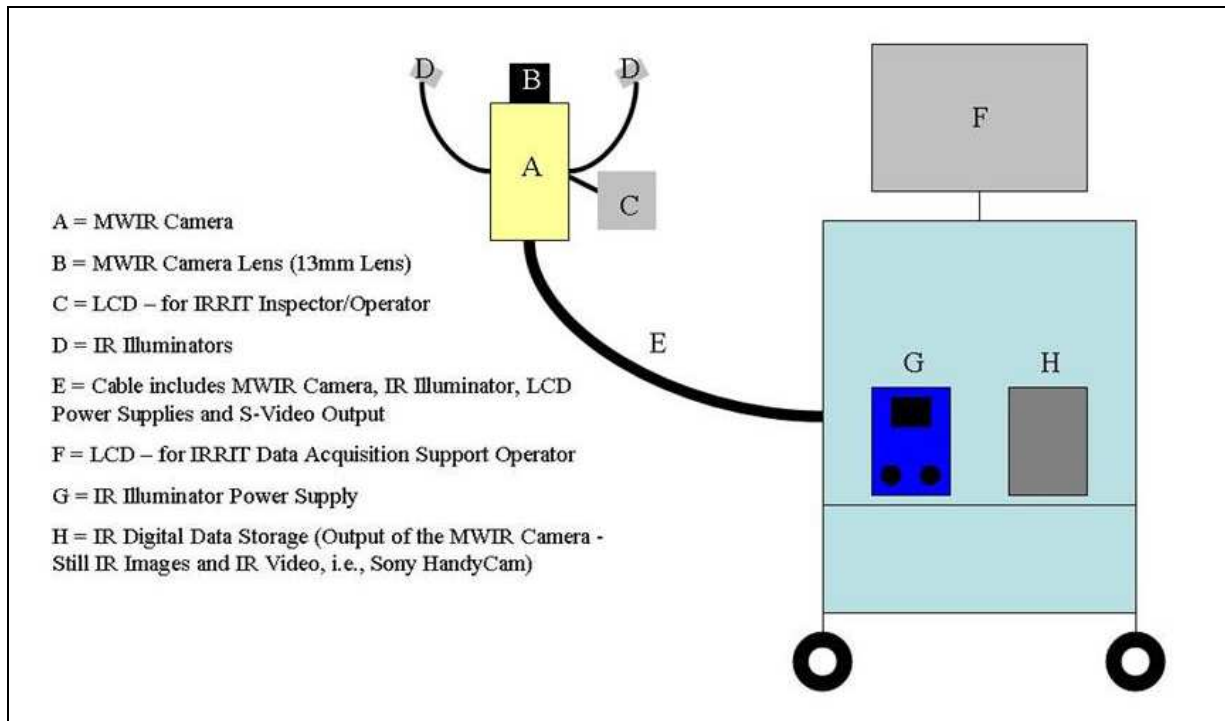 D
B
D
A
C
F
A = MWIR Camera
B = MWIR Camera Lens (13mm Lens)
C = LCD – for IRRIT Inspector/Operator
D = IR Illuminators
E = Cable includes MWIR Camera, IR Illuminator, LCD
Power Supplies and S-Video Output
F = LCD – for IRRIT Data Acquisition Support Operator
G = IR Illuminator Power Supply
H = IR Digital Data Storage (Output of the MWIR Camera -
Still IR Images and IR Video, i.e., Sony HandyCam)
E
G
H